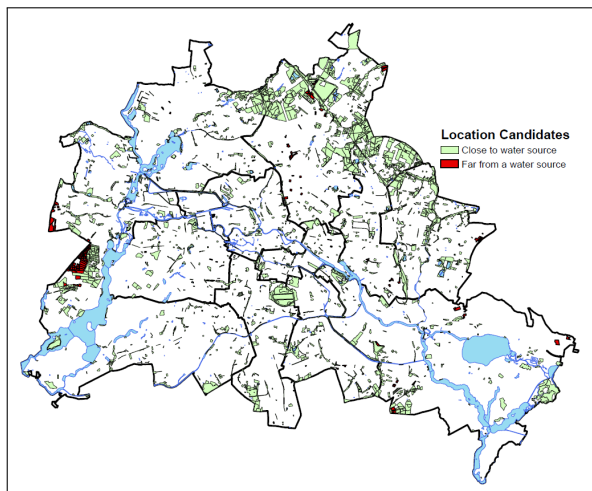 Location Candidates
Close to water source
Far from a water source